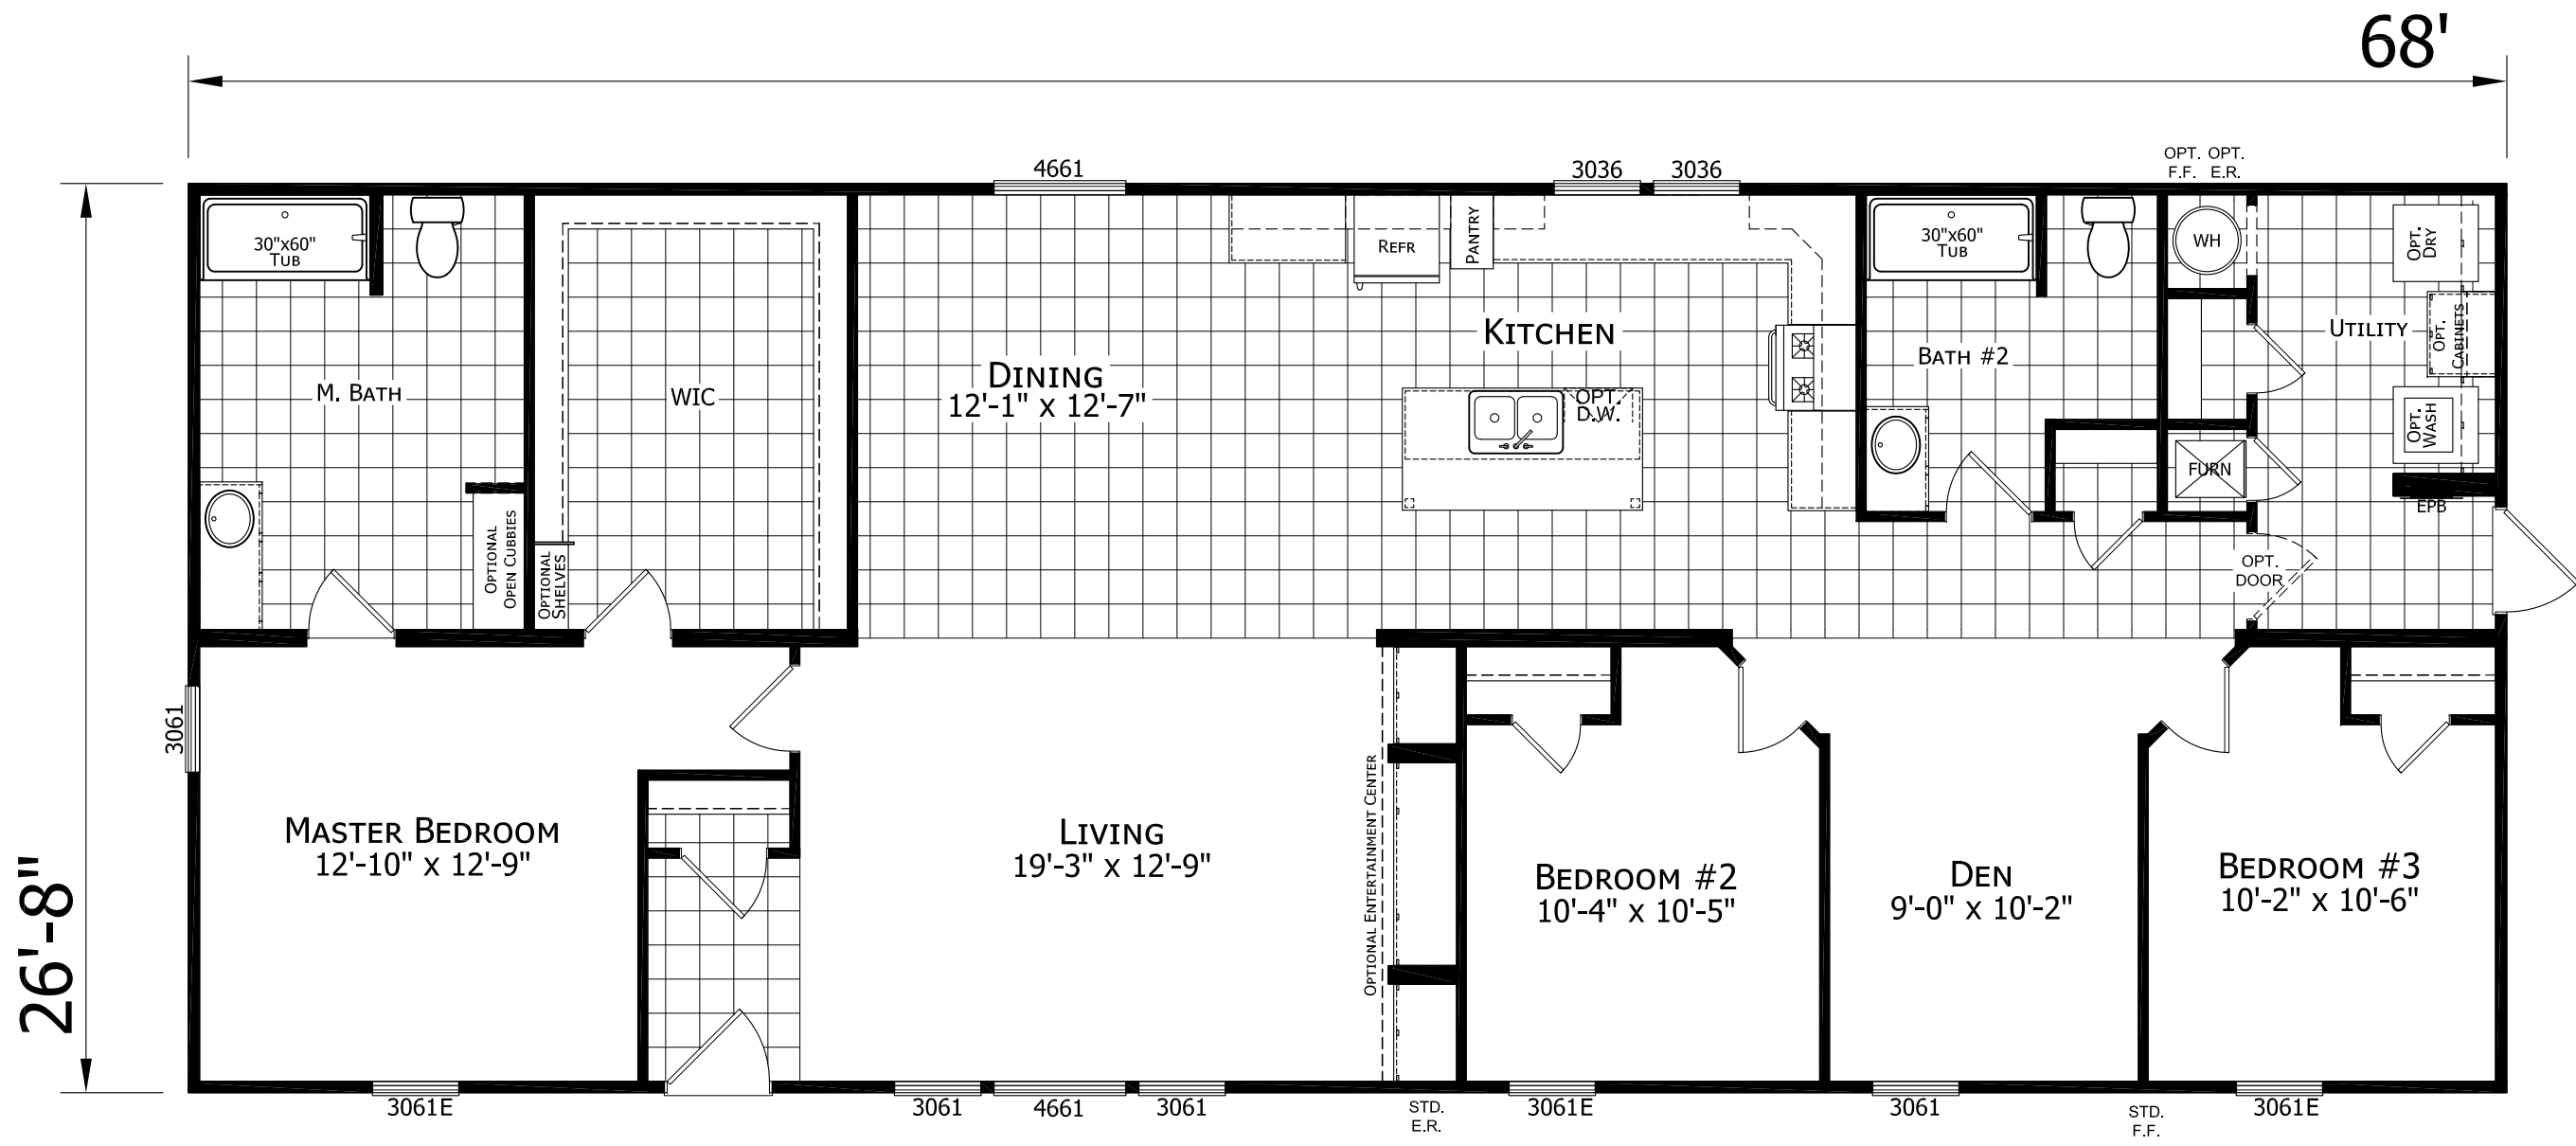 68'
OPT. OPT.
F.F. E.R.
4661
3036
3036
30"x60"
TUB
REFR
PANTRY
30"x60"
TUB
WH
OPT.
DRY
KITCHEN
UTILITY
OPT.
CABINETS
BATH #2
DINING
12'-1" x 12'-7"
M. BATH
WIC
OPT.
D.W.
OPT.
WASH
FURN
EPB
OPTIONAL
OPEN CUBBIES
OPTIONAL
SHELVES
OPT.
DOOR
3061
26'-8"
MASTER BEDROOM
12'-10" x 12'-9"
LIVING
19'-3" x 12'-9"
OPTIONAL ENTERTAINMENT CENTER
BEDROOM #2
10'-4" x 10'-5"
DEN
9'-0" x 10'-2"
BEDROOM #3
10'-2" x 10'-6"
3061E
3061
4661
3061
STD.
E.R.
3061E
3061
STD.
F.F.
3061E